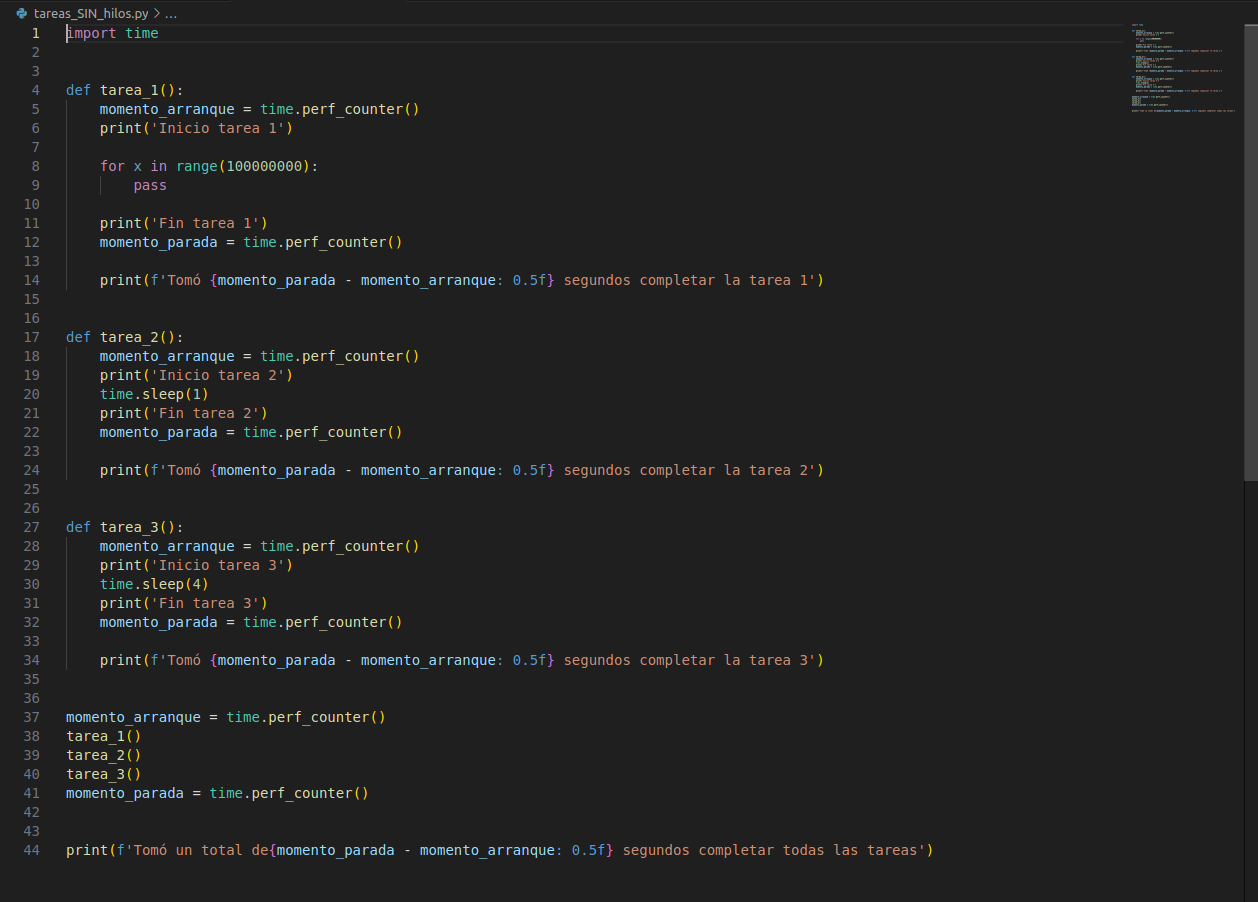 tareas_SIN_hilos.py > ...
1 import time
2
3
4 def tarea_1():
5     momento_arranque = time.perf_counter()
6     print('Inicio tarea 1')
7
8     for x in range(100000000):
9         pass
10
11     print('Fin tarea 1')
12     momento_parada = time.perf_counter()
13
14     print(f'Tomó {momento_parada - momento_arranque: 0.5f} segundos completar la tarea 1')
15
16
17 def tarea_2():
18     momento_arranque = time.perf_counter()
19     print('Inicio tarea 2')
20     time.sleep(1)
21     print('Fin tarea 2')
22     momento_parada = time.perf_counter()
23
24     print(f'Tomó {momento_parada - momento_arranque: 0.5f} segundos completar la tarea 2')
25
26
27 def tarea_3():
28     momento_arranque = time.perf_counter()
29     print('Inicio tarea 3')
30     time.sleep(4)
31     print('Fin tarea 3')
32     momento_parada = time.perf_counter()
33
34     print(f'Tomó {momento_parada - momento_arranque: 0.5f} segundos completar la tarea 3')
35
36
37 momento_arranque = time.perf_counter()
38 tarea_1()
39 tarea_2()
40 tarea_3()
41 momento_parada = time.perf_counter()
42
43
44 print(f'Tomó un total de{momento_parada - momento_arranque: 0.5f} segundos completar todas las tareas')